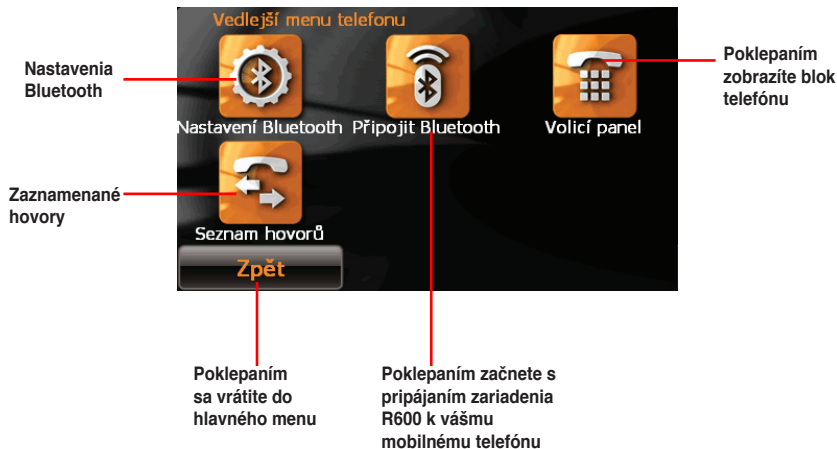 Vedlejší menu telefonu
Nastavenia
Bluetooth
Poklepaním
zobrazíte blok
telefónu
Nastavení Bluetooth
Připojit Bluetooth
Volicí panel
Zaznamenané
hovory
Seznam hovorů
Zpět
Poklepaním
sa vrátite do
hlavného menu
Poklepaním začnete s
pripájaním zariadenia
R600 k vášmu
mobilnému telefónu